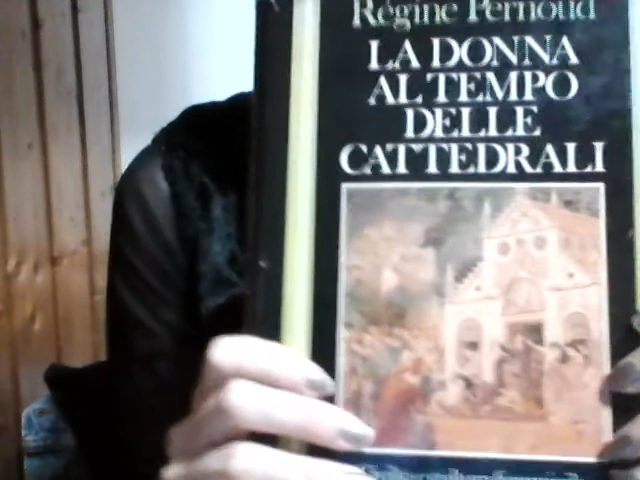 Régine Pernoud
LA DONNA
AL TEMPO
DELLE
CATTEDRALI